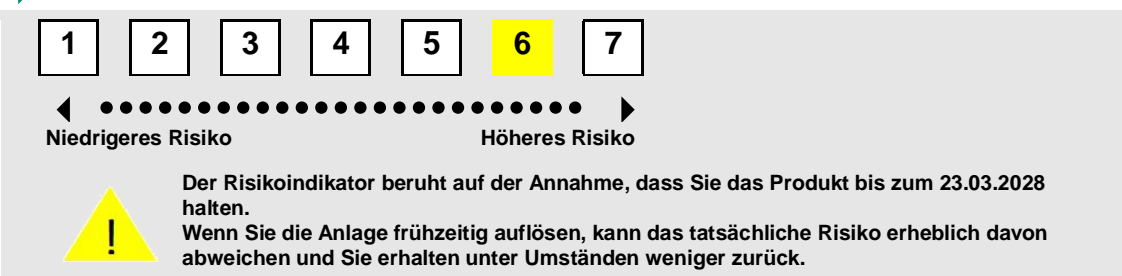 1 2 3 4 5 6 7
Niedrigeres Risiko Höheres Risiko
Der Risikoindikator beruht auf der Annahme, dass Sie das Produkt bis zum 23.03.2028
halten.
Wenn Sie die Anlage frühzeitig auflösen, kann das tatsächliche Risiko erheblich davon
abweichen und Sie erhalten unter Umständen weniger zurück.
!